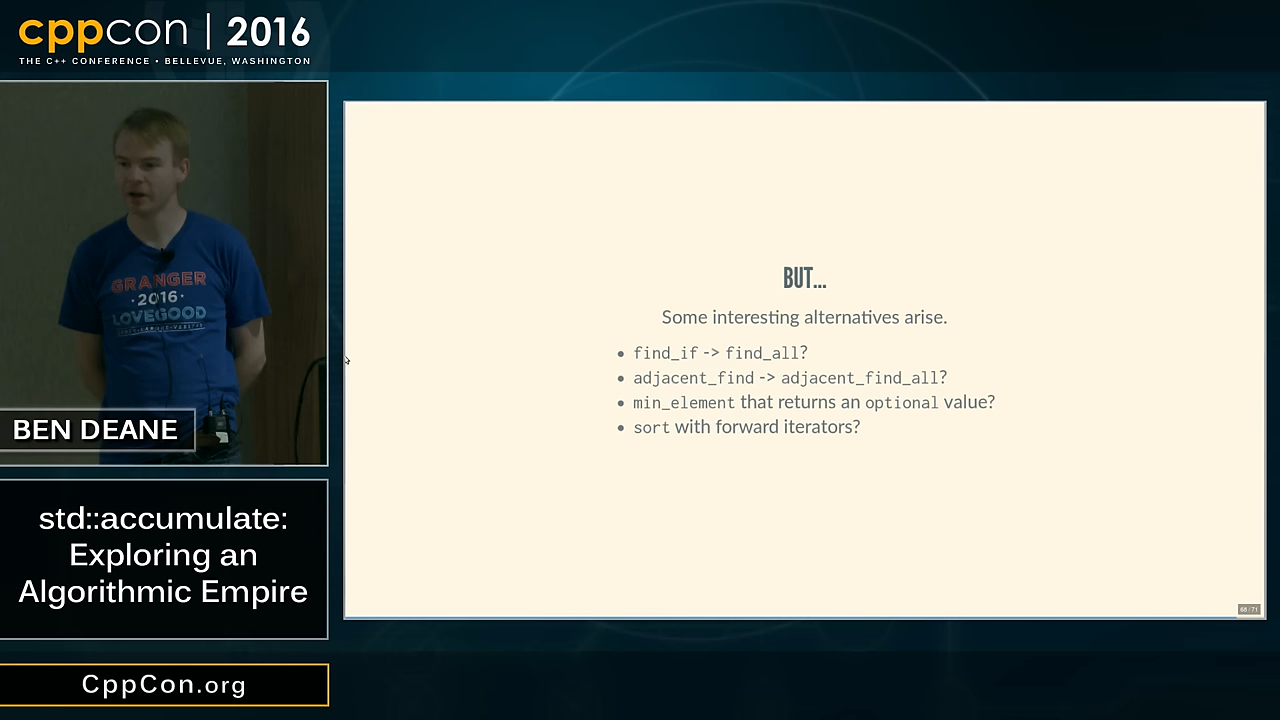 cppcon | 2016
THE C++ CONFERENCE • BELLEVUE, WASHINGTON
GRANGER
·2016·
LOVEGOOD
BEN DEANE
std::accumulate:
Exploring an
Algorithmic Empire
CppCon.org
BUT...
Some interesting alternatives arise.
• find_if -> find_all?
• adjacent_find -> adjacent_find_all?
• min_element that returns an optional value?
• sort with forward iterators?
68 / 71